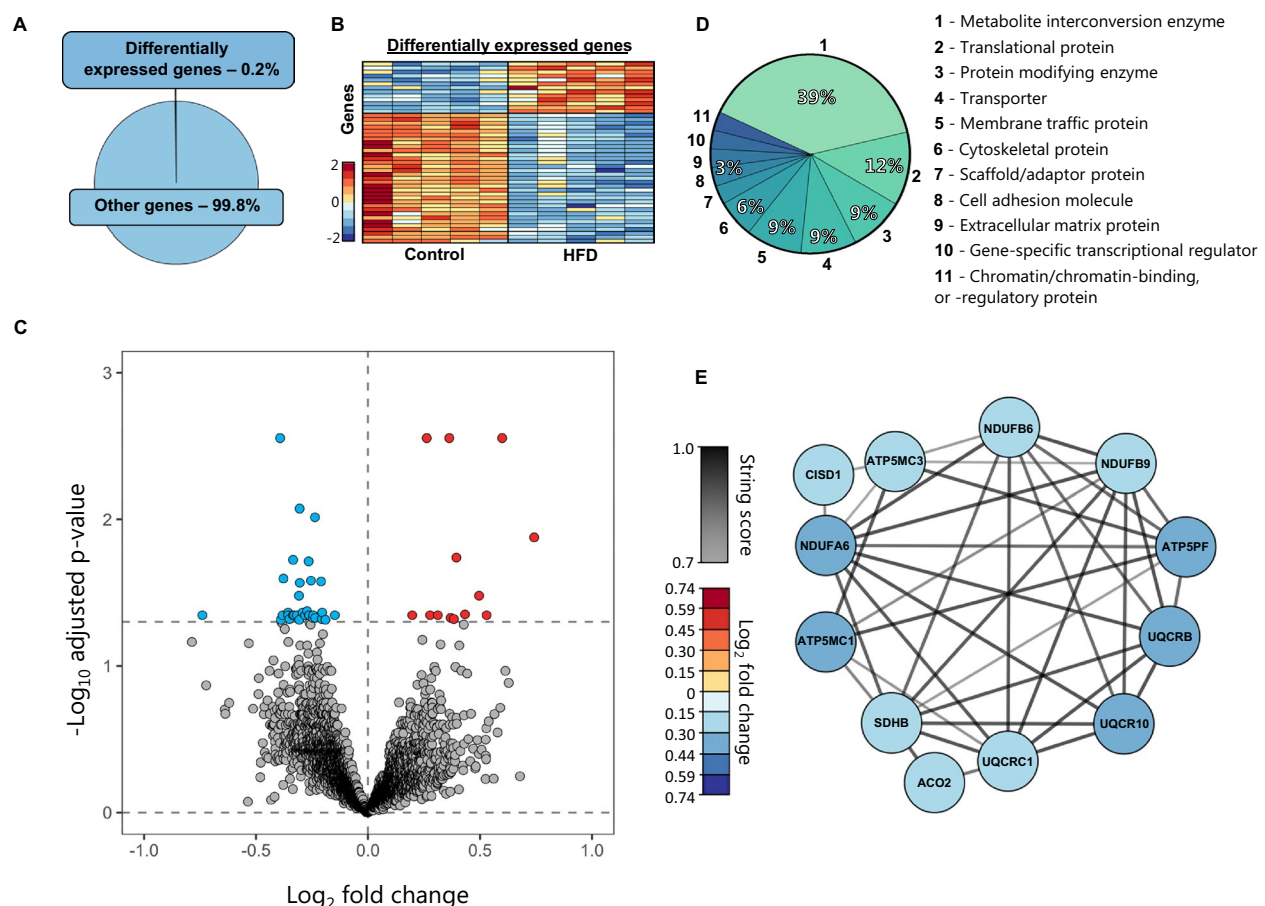 A
Differentially
expressed genes – 0.2%
Other genes – 99.8%
B
Differentially expressed genes
Genes
2
0
−2
Control
HFD
D
1
2
3
4
5
6
7
8
9
10
11
39%
12%
9%
9%
9%
6%
3%
1 - Metabolite interconversion enzyme
2 - Translational protein
3 - Protein modifying enzyme
4 - Transporter
5 - Membrane traffic protein
6 - Cytoskeletal protein
7 - Scaffold/adaptor protein
8 - Cell adhesion molecule
9 - Extracellular matrix protein
10 - Gene-specific transcriptional regulator
11 - Chromatin/chromatin-binding,
or -regulatory protein
C
-Log10 adjusted p-value
3
2
1
0
-1.0
-0.5
0.0
0.5
1.0
Log2 fold change
E
1.0
0.7
String score
0.74
0.59
0.45
0.30
0.15
0
0.15
0.30
0.44
0.59
0.74
Log2 fold change
NDUFB6
ATP5MC3
NDUFB9
CISD1
NDUFA6
ATP5PF
ATP5MC1
UQCRB
SDHB
UQCR10
UQCRC1
ACO2